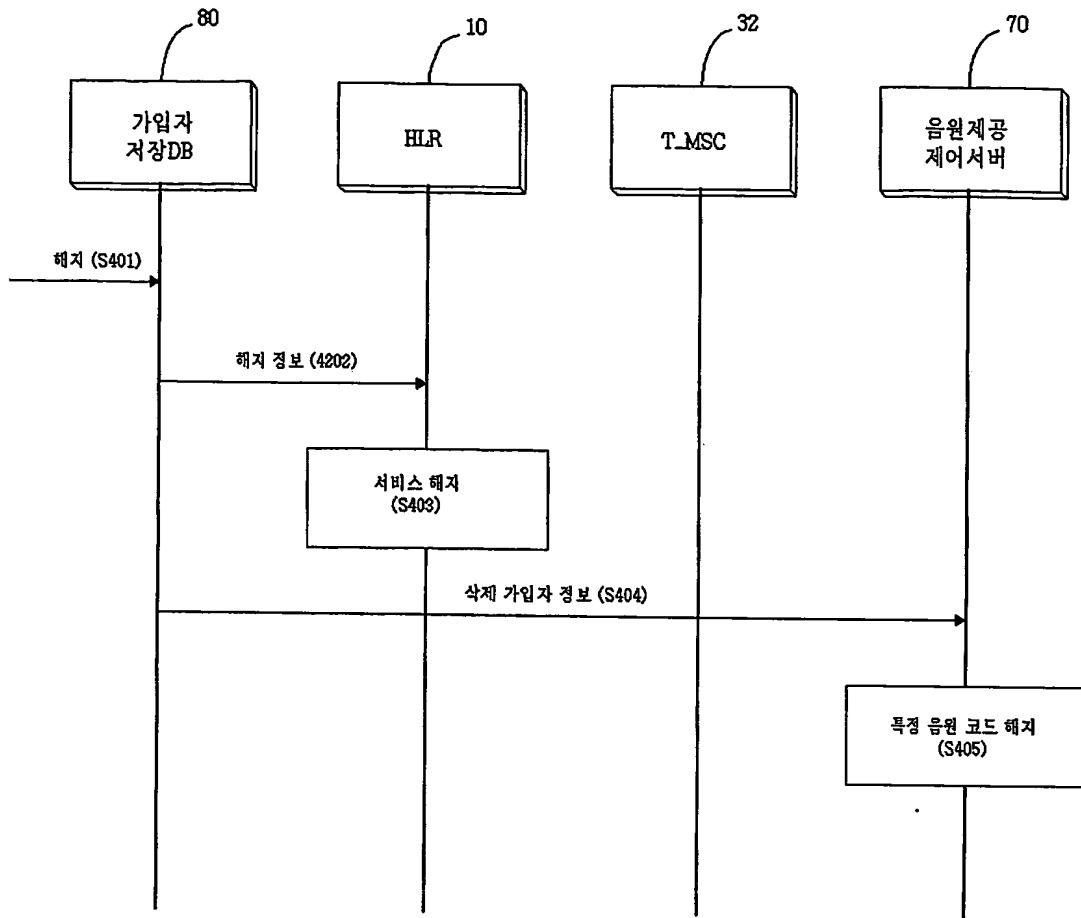 80
10
32
70
가입자
저장DB
HLR
T_MSC
음원제공
제어서버
해지 (S401)
해지 정보 (4202)
서비스 해지
(S403)
삭제 가입자 정보 (S404)
특정 음원 코드 해지
(S405)